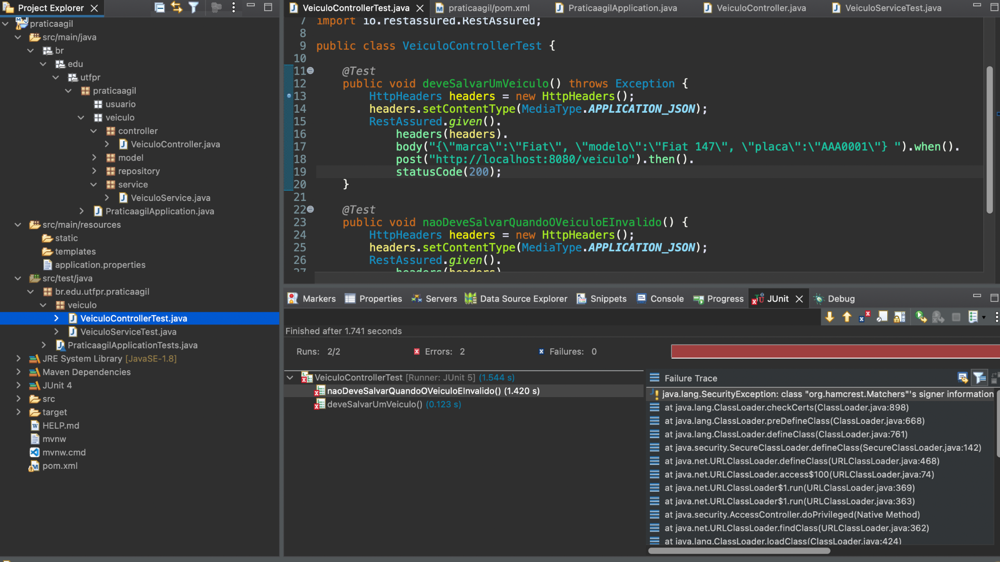 Project Explorer
praticaagil
src/main/java
br
edu
utfpr
praticaagil
usuario
veiculo
controller
VeiculoController.java
model
repository
service
VeiculoService.java
PraticaagilApplication.java
src/main/resources
static
templates
application.properties
src/test/java
br.edu.utfpr.praticaagil
veiculo
VeiculoControllerTest.java
VeiculoServiceTest.java
PraticaagilApplicationTests.java
JRE System Library [JavaSE-1.8]
Maven Dependencies
JUnit 4
src
target
HELP.md
mvnw
mvnw.cmd
pom.xml
VeiculoControllerTest.java praticaagil/pom.xml PraticaagilApplication.java VeiculoController.java VeiculoServiceTest.java
7 import io.restassured.RestAssured;
8
9 public class VeiculoControllerTest {
10
11 @Test
12 public void deveSalvarUmVeiculo() throws Exception {
13 HttpHeaders headers = new HttpHeaders();
14 headers.setContentType(MediaType.APPLICATION_JSON);
15 RestAssured.given().
16 headers(headers).
17 body("{\"marca\":\"Fiat\", \"modelo\":\"Fiat 147\", \"placa\":\"AAA0001\"} ").when().
18 post("http://localhost:8080/veiculo").then().
19 statusCode(200);
20 }
21
22 @Test
23 public void naoDeveSalvarQuandoOVeiculoEInvalido() {
24 HttpHeaders headers = new HttpHeaders();
25 headers.setContentType(MediaType.APPLICATION_JSON);
26 RestAssured.given().
27 headers(headers)
Markers Properties Servers Data Source Explorer Snippets Console Progress JUnit Debug
Finished after 1.741 seconds
Runs: 2/2 Errors: 2 Failures: 0
VeiculoControllerTest [Runner: JUnit 5] (1.544 s)
naoDeveSalvarQuandoOVeiculoEInvalido() (1.420 s)
deveSalvarUmVeiculo() (0.123 s)
Failure Trace
java.lang.SecurityException: class "org.hamcrest.Matchers"'s signer information
at java.lang.ClassLoader.checkCerts(ClassLoader.java:898)
at java.lang.ClassLoader.preDefineClass(ClassLoader.java:668)
at java.lang.ClassLoader.defineClass(ClassLoader.java:761)
at java.security.SecureClassLoader.defineClass(SecureClassLoader.java:142)
at java.net.URLClassLoader.defineClass(URLClassLoader.java:468)
at java.net.URLClassLoader.access$100(URLClassLoader.java:74)
at java.net.URLClassLoader$1.run(URLClassLoader.java:369)
at java.net.URLClassLoader$1.run(URLClassLoader.java:363)
at java.security.AccessController.doPrivileged(Native Method)
at java.net.URLClassLoader.findClass(URLClassLoader.java:362)
at java.lang.ClassLoader.loadClass(ClassLoader.java:424)